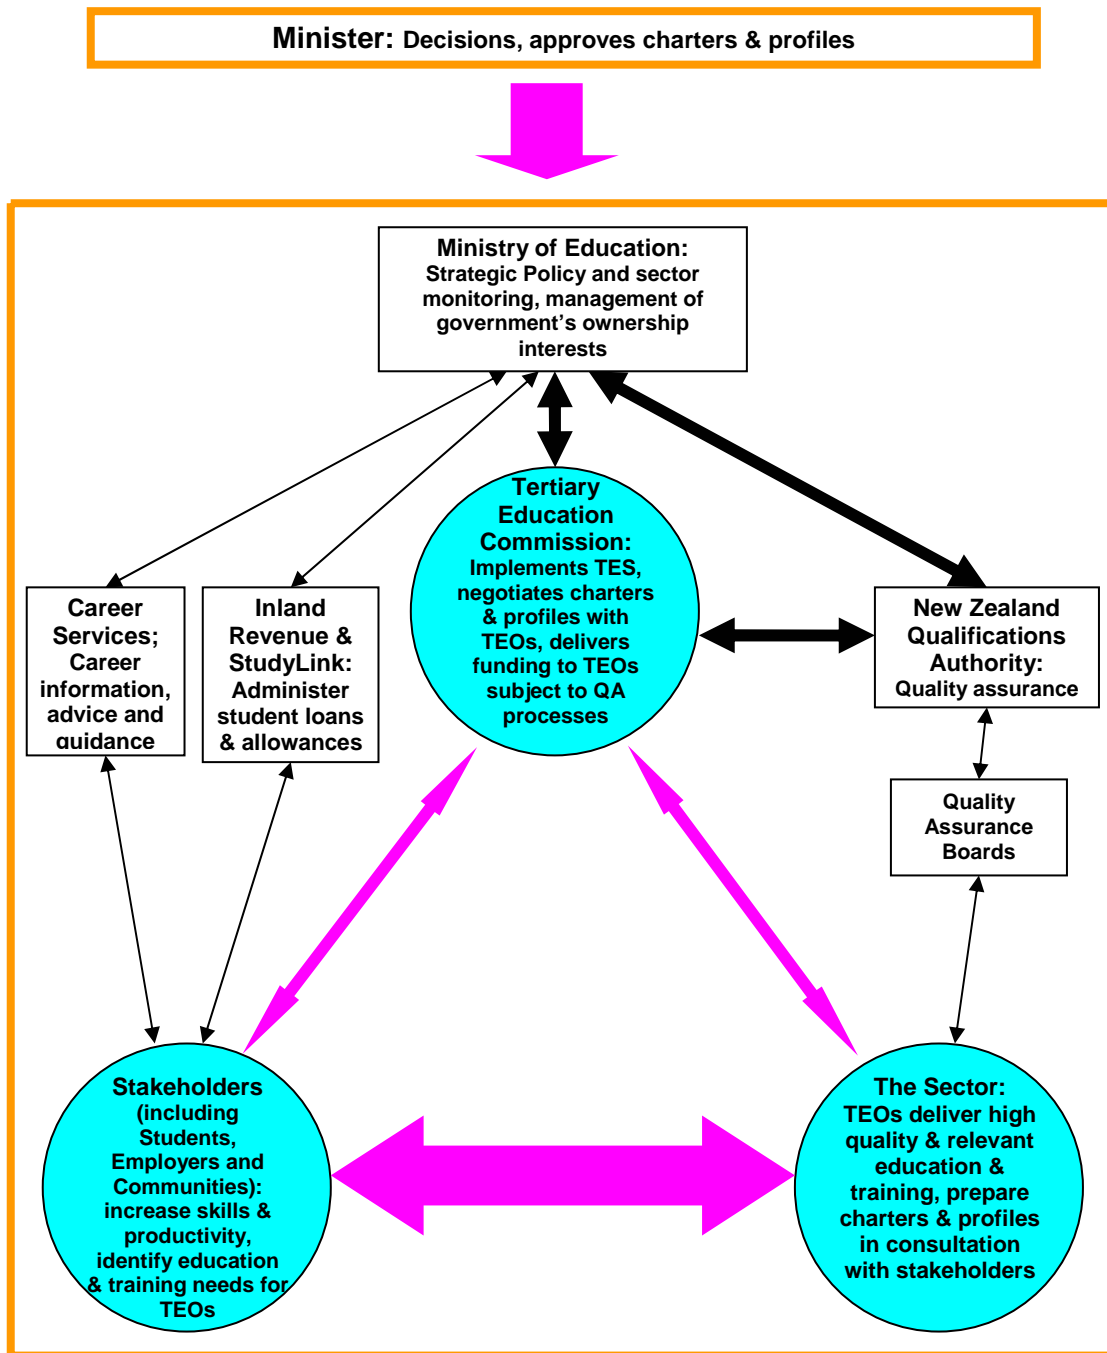 Minister: Decisions, approves charters & profiles
Ministry of Education:
Strategic Policy and sector
monitoring, management of
government’s ownership
interests
Tertiary
Education
Commission:
Implements TES,
negotiates charters
& profiles with
TEOs, delivers
funding to TEOs
subject to QA
processes
Career
Services;
Career
information,
advice and
guidance
Inland
Revenue &
StudyLink:
Administer
student loans
& allowances
New Zealand
Qualifications
Authority:
Quality assurance
Quality
Assurance
Boards
Stakeholders
(including
Students,
Employers and
Communities):
increase skills &
productivity,
identify education
& training needs for
TEOs
The Sector:
TEOs deliver high
quality & relevant
education &
training, prepare
charters & profiles
in consultation
with stakeholders